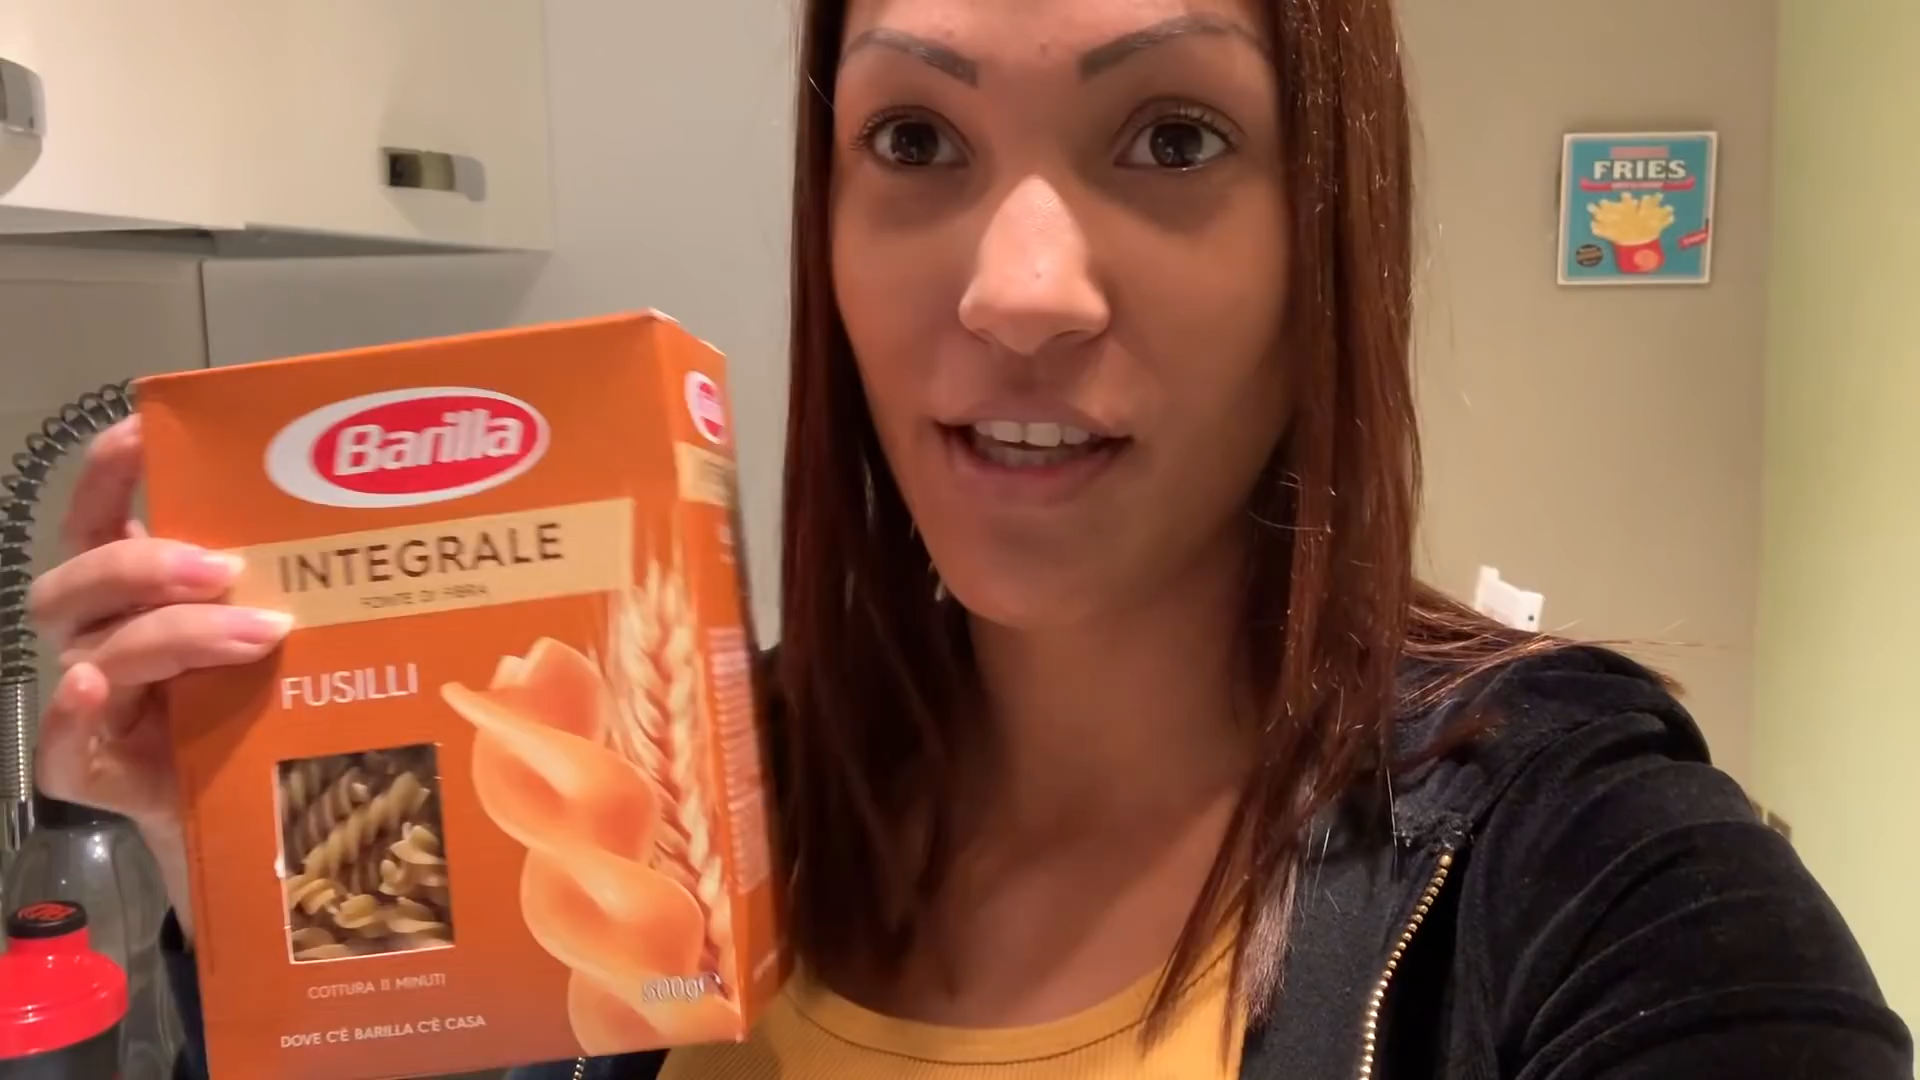 Barilla
INTEGRALE
FONTE DI FIBRA
FUSILLI
COTTURA 11 MINUTI
500g
DOVE C'È BARILLA C'È CASA
FRIES